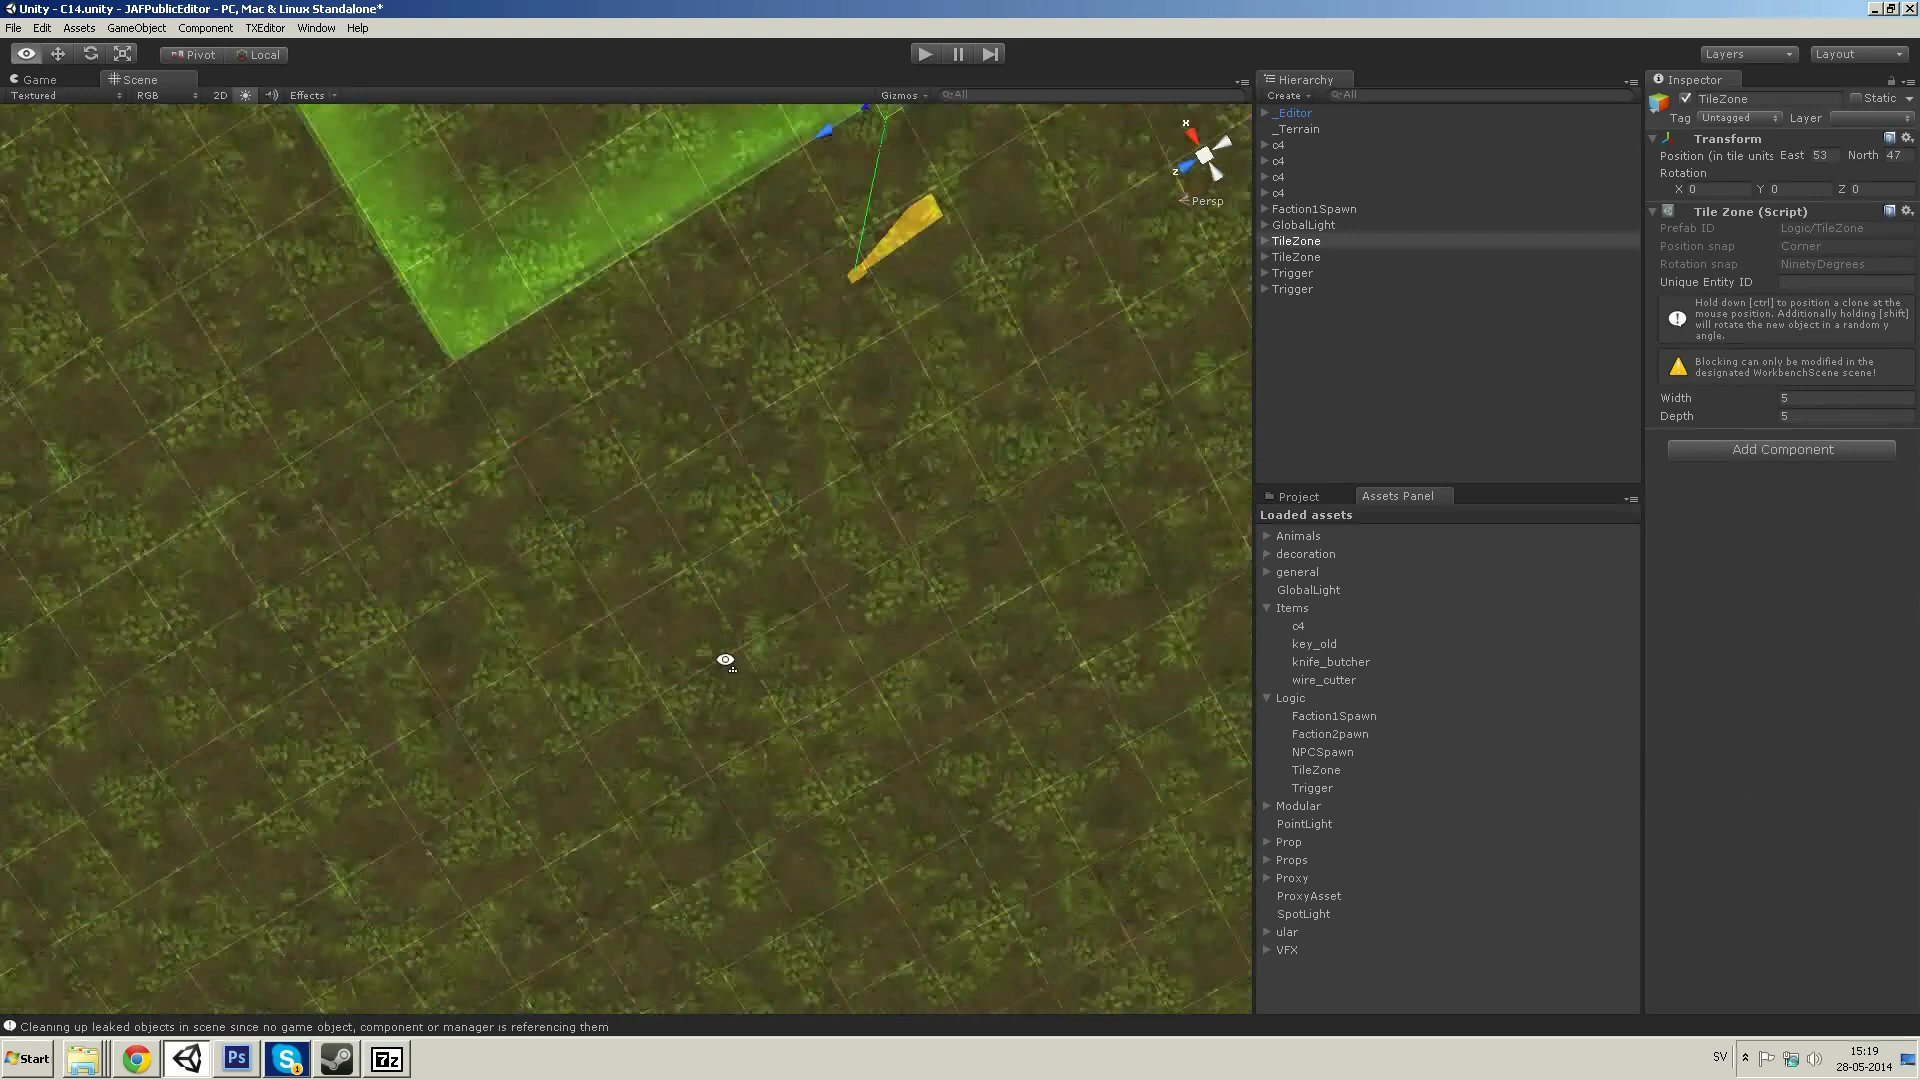 Unity - C14.unity - JAFPublicEditor - PC, Mac & Linux Standalone*
File Edit Assets GameObject Component TXEditor Window Help
Pivot Local Layers Layout
Game Scene
Textured RGB 2D Effects Gizmos All
Persp
x
z
Hierarchy
Create All
_Editor
_Terrain
c4
c4
c4
c4
Faction1Spawn
GlobalLight
TileZone
TileZone
Trigger
Trigger
Project Assets Panel
Loaded assets
Animals
decoration
general
GlobalLight
Items
c4
key_old
knife_butcher
wire_cutter
Logic
Faction1Spawn
Faction2pawn
NPCSpawn
TileZone
Trigger
Modular
PointLight
Prop
Props
Proxy
ProxyAsset
SpotLight
ular
VFX
Inspector
TileZone Static
Tag Untagged Layer
Transform
Position (in tile units East 53 North 47
Rotation
X 0 Y 0 Z 0
Tile Zone (Script)
Prefab ID Logic/TileZone
Position snap Corner
Rotation snap NinetyDegrees
Unique Entity ID
Hold down [ctrl] to position a clone at the
mouse position. Additionally holding [shift]
will rotate the new object in a random y
angle.
Blocking can only be modified in the
designated WorkbenchScene scene!
Width 5
Depth 5
Add Component
Cleaning up leaked objects in scene since no game object, component or manager is referencing them
Start Ps S 1 7z SV 15:19
28-05-2014